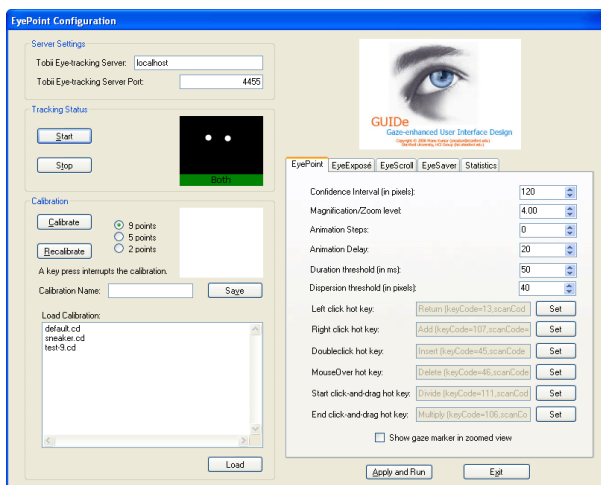 EyePoint Configuration
Server Settings
Tobii Eye-tracking Server: localhost
Tobii Eye-tracking Server Port: 4455
Tracking Status
Start
Stop
Both
Calibration
Calibrate
Recalibrate
9 points
5 points
2 points
A key press interrupts the calibration.
Calibration Name: Save
Load Calibration:
default.cd
sneaker.cd
test-9.cd
Load
GUIDe
Gaze-enhanced User Interface Design
EyePoint EyeExposé EyeScroll EyeSaver Statistics
Confidence Interval (in pixels): 120
Magnification/Zoom level: 4.00
Animation Steps: 0
Animation Delay: 20
Duration threshold (in ms): 50
Dispersion threshold (in pixels): 40
Left click hot key: Return (keyCode=13,scanCod Set
Right click hot key: Add (keyCode=107,scanCode= Set
Doubleclick hot key: Insert (keyCode=45,scanCode Set
MouseOver hot key: Delete (keyCode=46,scanCode Set
Start click-and-drag hot key: Divide (keyCode=111,scanCod Set
End click-and-drag hot key: Multiply (keyCode=106,scanCo Set
Show gaze marker in zoomed view
Apply and Run Exit